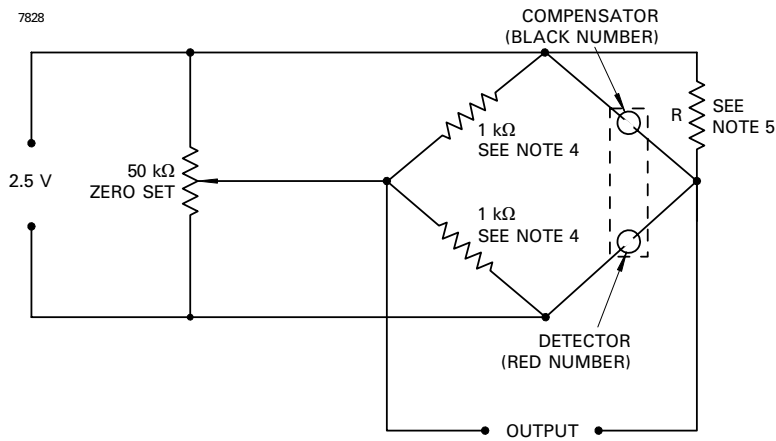 7828
COMPENSATOR
(BLACK NUMBER)
1 kΩ
SEE NOTE 4
R
SEE
NOTE 5
2.5 V
50 kΩ
ZERO SET
1 kΩ
SEE NOTE 4
DETECTOR
(RED NUMBER)
OUTPUT